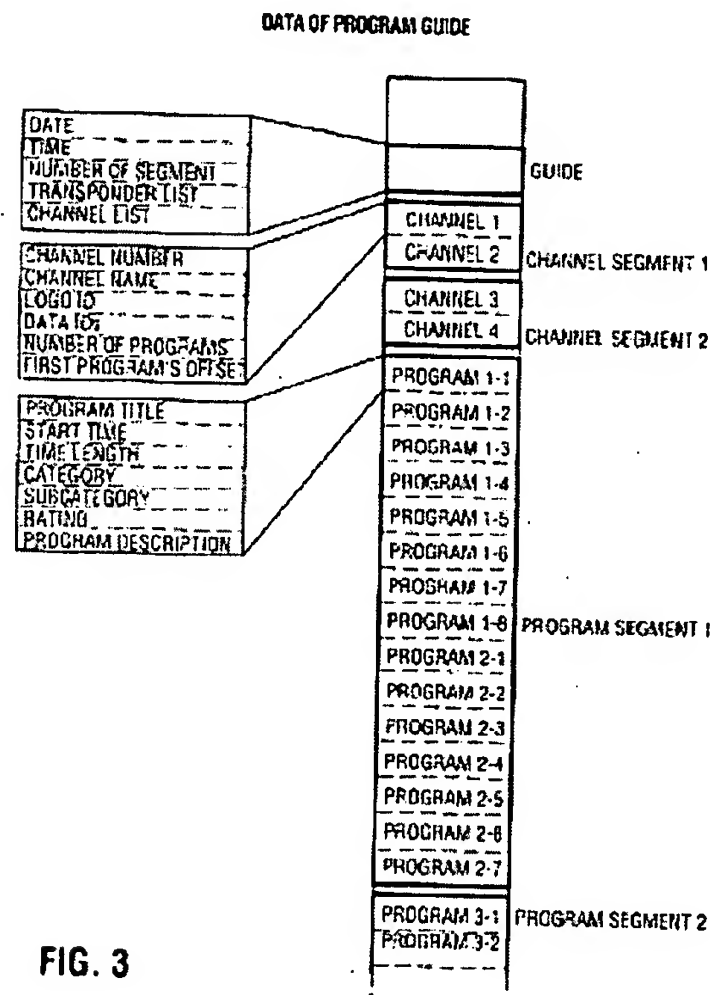 DATA OF PROGRAM GUIDE
DATE
TIME
NUMBER OF SEGMENT
TRANSPONDER LIST
CHANNEL LIST
GUIDE
CHANNEL NUMBER
CHANNEL NAME
LOGO ID
DATA ID
NUMBER OF PROGRAMS
FIRST PROGRAM'S OFFSET
CHANNEL 1
CHANNEL 2
CHANNEL SEGMENT 1
CHANNEL 3
CHANNEL 4
CHANNEL SEGMENT 2
PROGRAM TITLE
START TIME
TIME LENGTH
CATEGORY
SUBCATEGORY
RATING
PROGRAM DESCRIPTION
PROGRAM 1-1
PROGRAM 1-2
PROGRAM 1-3
PROGRAM 1-4
PROGRAM 1-5
PROGRAM 1-6
PROGRAM 1-7
PROGRAM 1-8
PROGRAM 2-1
PROGRAM 2-2
PROGRAM 2-3
PROGRAM 2-4
PROGRAM 2-5
PROGRAM 2-6
PROGRAM 2-7
PROGRAM SEGMENT 1
PROGRAM 3-1
PROGRAM 3-2
PROGRAM SEGMENT 2
FIG. 3